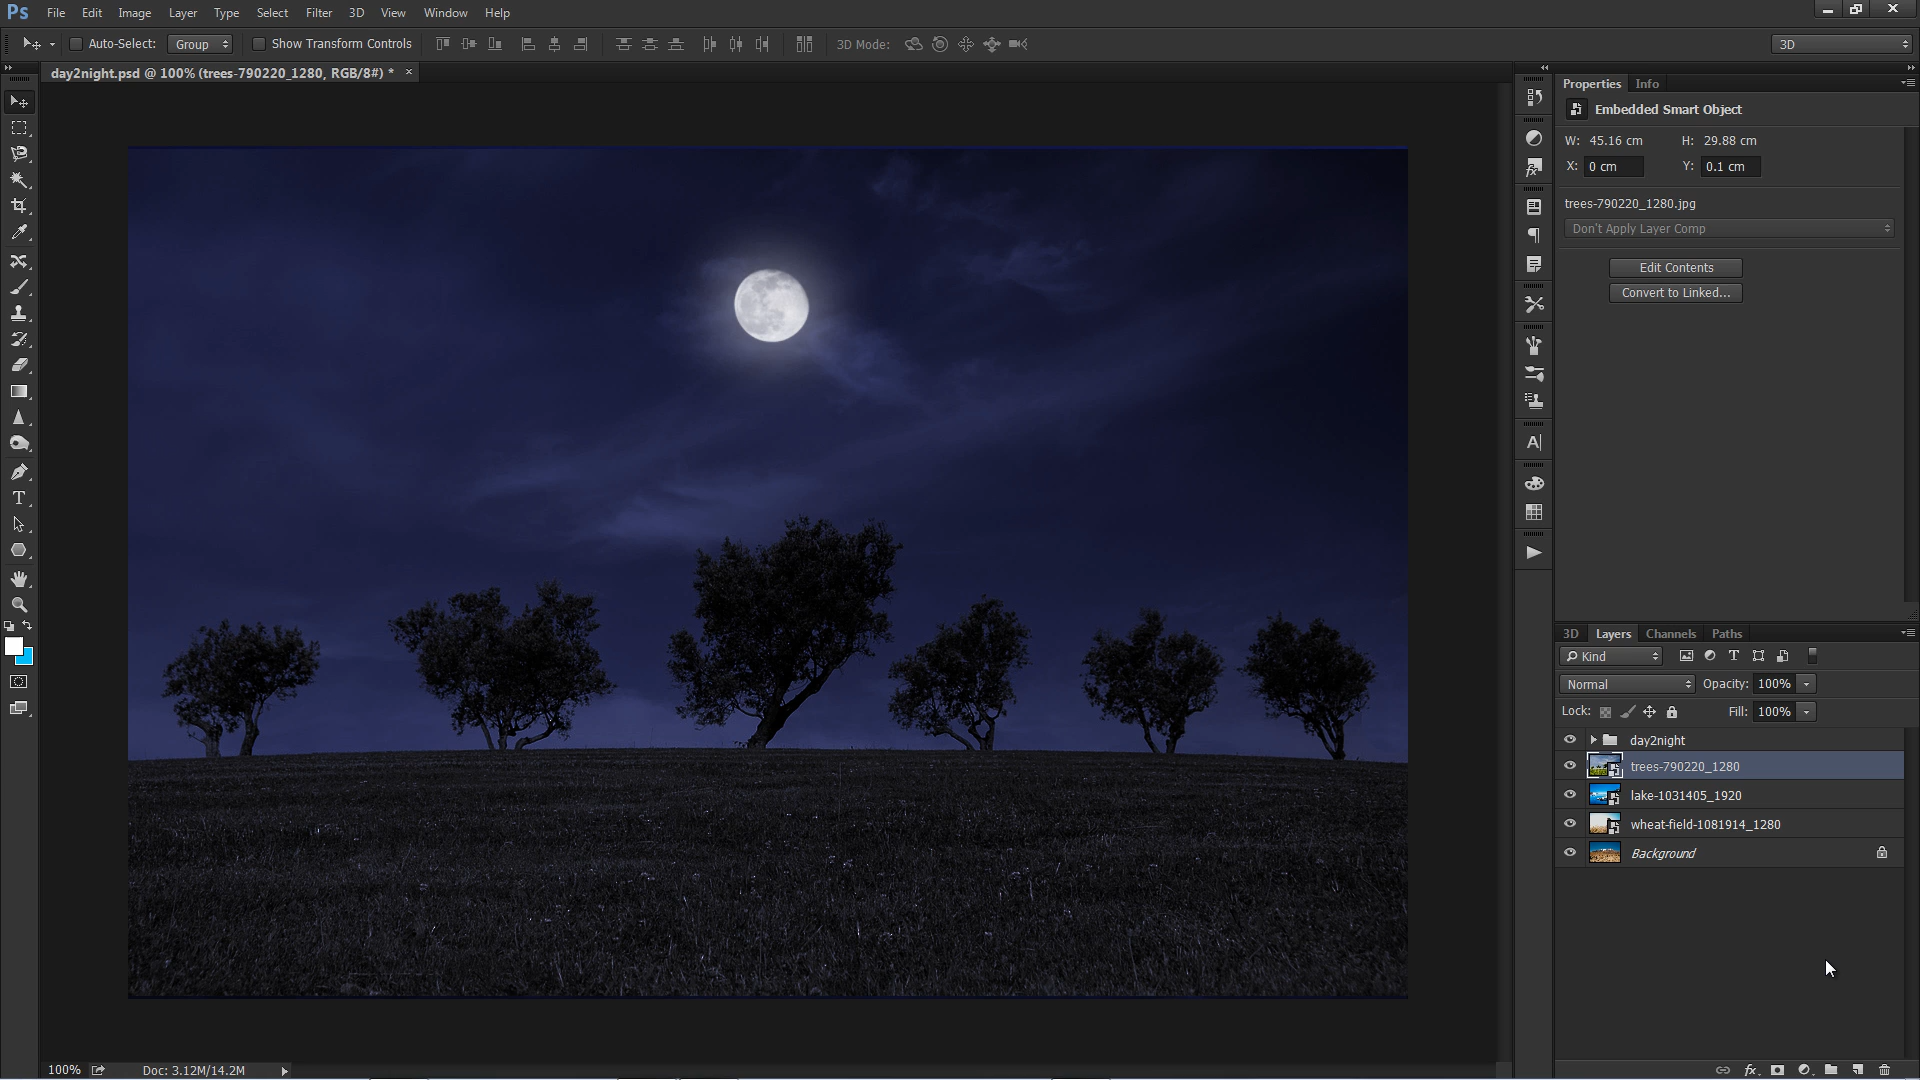 Ps File Edit Image Layer Type Select Filter 3D View Window Help
Auto-Select: Group Show Transform Controls 3D Mode: 3D
day2night.psd @ 100% (trees-790220_1280, RGB/8#) * ×
Properties Info
Embedded Smart Object
W: 45.16 cm H: 29.88 cm
X: 0 cm Y: 0.1 cm
trees-790220_1280.jpg
Don't Apply Layer Comp
Edit Contents
Convert to Linked...
3D Layers Channels Paths
Kind
Normal Opacity: 100%
Lock: Fill: 100%
day2night
trees-790220_1280
lake-1031405_1920
wheat-field-1081914_1280
Background
100% Doc: 3.12M/14.2M